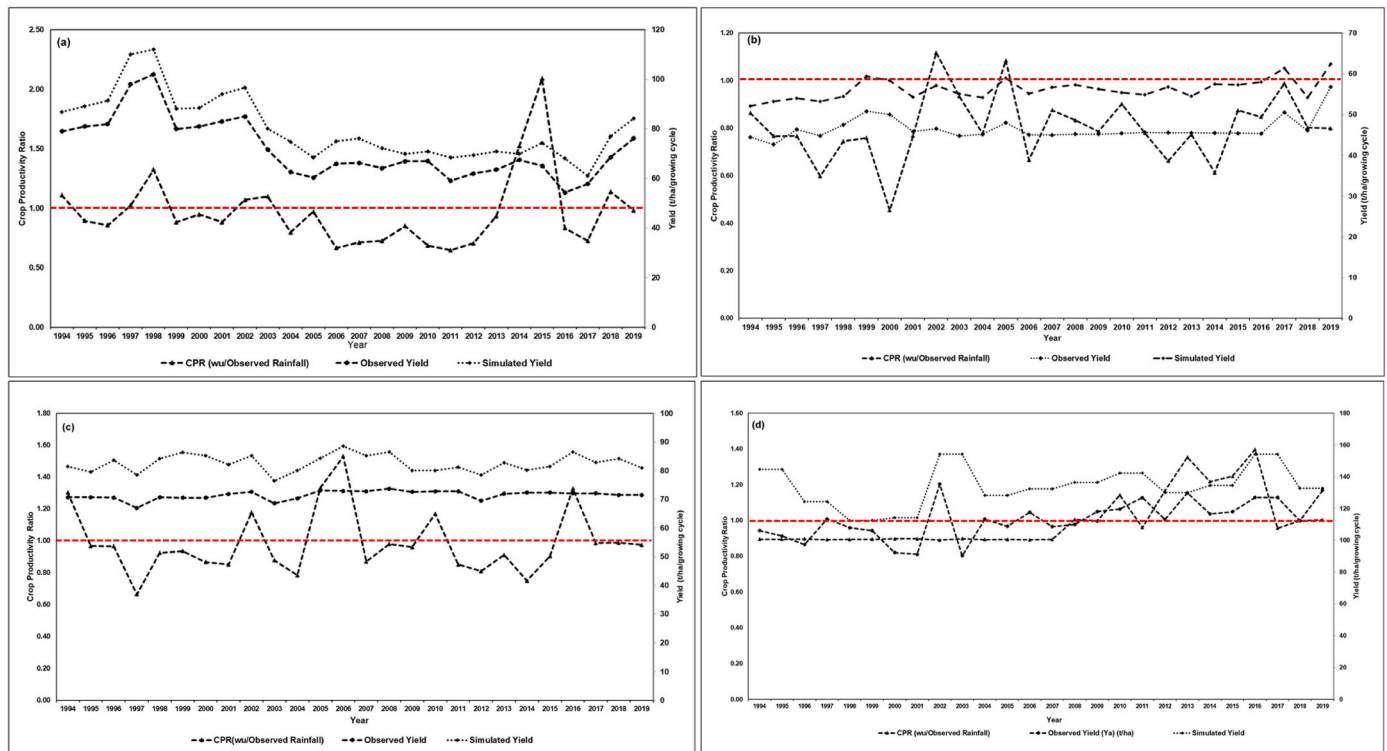 (a)
Crop Productivity Ratio
2.50
2.00
1.50
1.00
0.50
0.00
120
100
80
60
40
20
0
Yield (t/ha/growing cycle)
1994 1995 1996 1997 1998 1999 2000 2001 2002 2003 2004 2005 2006 2007 2008 2009 2010 2011 2012 2013 2014 2015 2016 2017 2018 2019
Year
CPR (wu/Observed Rainfall) Observed Yield Simulated Yield
(b)
Crop Productivity Ratio
1.20
1.00
0.80
0.60
0.40
0.20
0.00
70
60
50
40
30
20
10
0
Yield (t/ha/growing cycle)
1994 1995 1996 1997 1998 1999 2000 2001 2002 2003 2004 2005 2006 2007 2008 2009 2010 2011 2012 2013 2014 2015 2016 2017 2018 2019
Year
CPR (wu/Observed Rainfall) Observed Yield Simulated Yield
(c)
Crop Productivity Ratio
1.80
1.60
1.40
1.20
1.00
0.80
0.60
0.40
0.20
0.00
100
90
80
70
60
50
40
30
20
10
0
Yield (t/ha/growing cycle)
1994 1995 1996 1997 1998 1999 2000 2001 2002 2003 2004 2005 2006 2007 2008 2009 2010 2011 2012 2013 2014 2015 2016 2017 2018 2019
Year
CPR(wu/Observed Rainfall) Observed Yield Simulated Yield
(d)
Crop Productivity Ratio
1.60
1.40
1.20
1.00
0.80
0.60
0.40
0.20
0.00
180
160
140
120
100
80
60
40
20
0
Yield (t/ha/growing cycle)
1994 1995 1996 1997 1998 1999 2000 2001 2002 2003 2004 2005 2006 2007 2008 2009 2010 2011 2012 2013 2014 2015 2016 2017 2018 2019
Year
CPR (wu/Observed Rainfall) Observed Yield (Ya) (t/ha) Simulated Yield